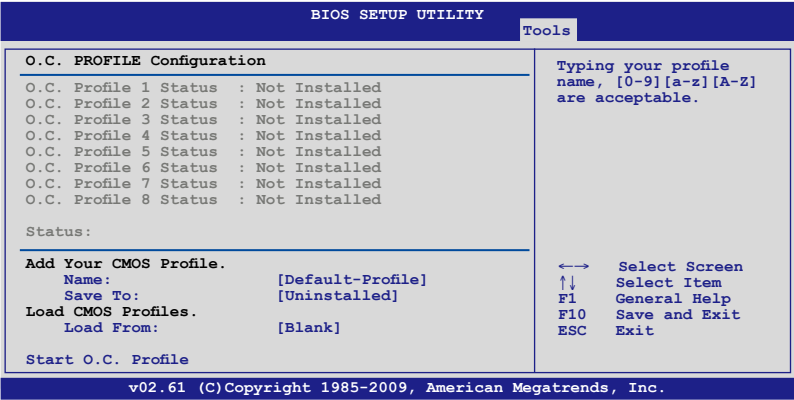 BIOS SETUP UTILITY
Tools
O.C. PROFILE Configuration
O.C. Profile 1 Status : Not Installed
O.C. Profile 2 Status : Not Installed
O.C. Profile 3 Status : Not Installed
O.C. Profile 4 Status : Not Installed
O.C. Profile 5 Status : Not Installed
O.C. Profile 6 Status : Not Installed
O.C. Profile 7 Status : Not Installed
O.C. Profile 8 Status : Not Installed
Status:
Add Your CMOS Profile.
Name: [Default-Profile]
Save To: [Uninstalled]
Load CMOS Profiles.
Load From: [Blank]
Start O.C. Profile
Typing your profile
name, [0-9][a-z][A-Z]
are acceptable.
←→ Select Screen
↑↓ Select Item
F1 General Help
F10 Save and Exit
ESC Exit
v02.61 (C)Copyright 1985-2009, American Megatrends, Inc.